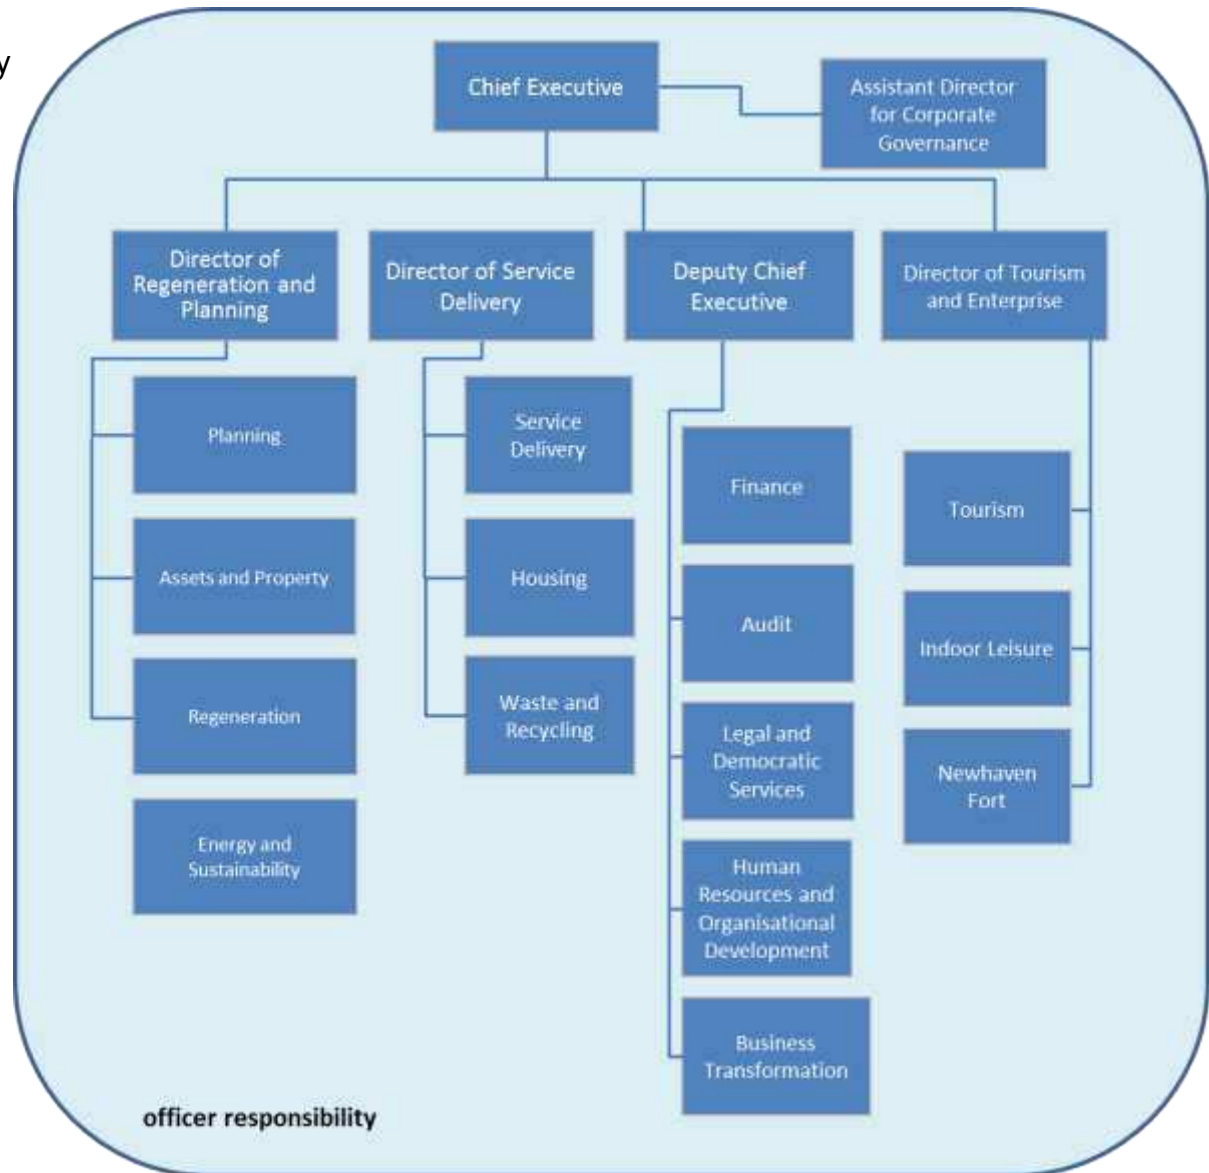 y
Chief Executive
Assistant Director
for Corporate
Governance
Director of
Regeneration and
Planning
Director of Service
Delivery
Deputy Chief
Executive
Director of Tourism
and Enterprise
Planning
Assets and Property
Regeneration
Energy and
Sustainability
Service
Delivery
Housing
Waste and
Recycling
Finance
Audit
Legal and
Democratic
Services
Human
Resources and
Organisational
Development
Business
Transformation
Tourism
Indoor Leisure
Newhaven
Fort
officer responsibility